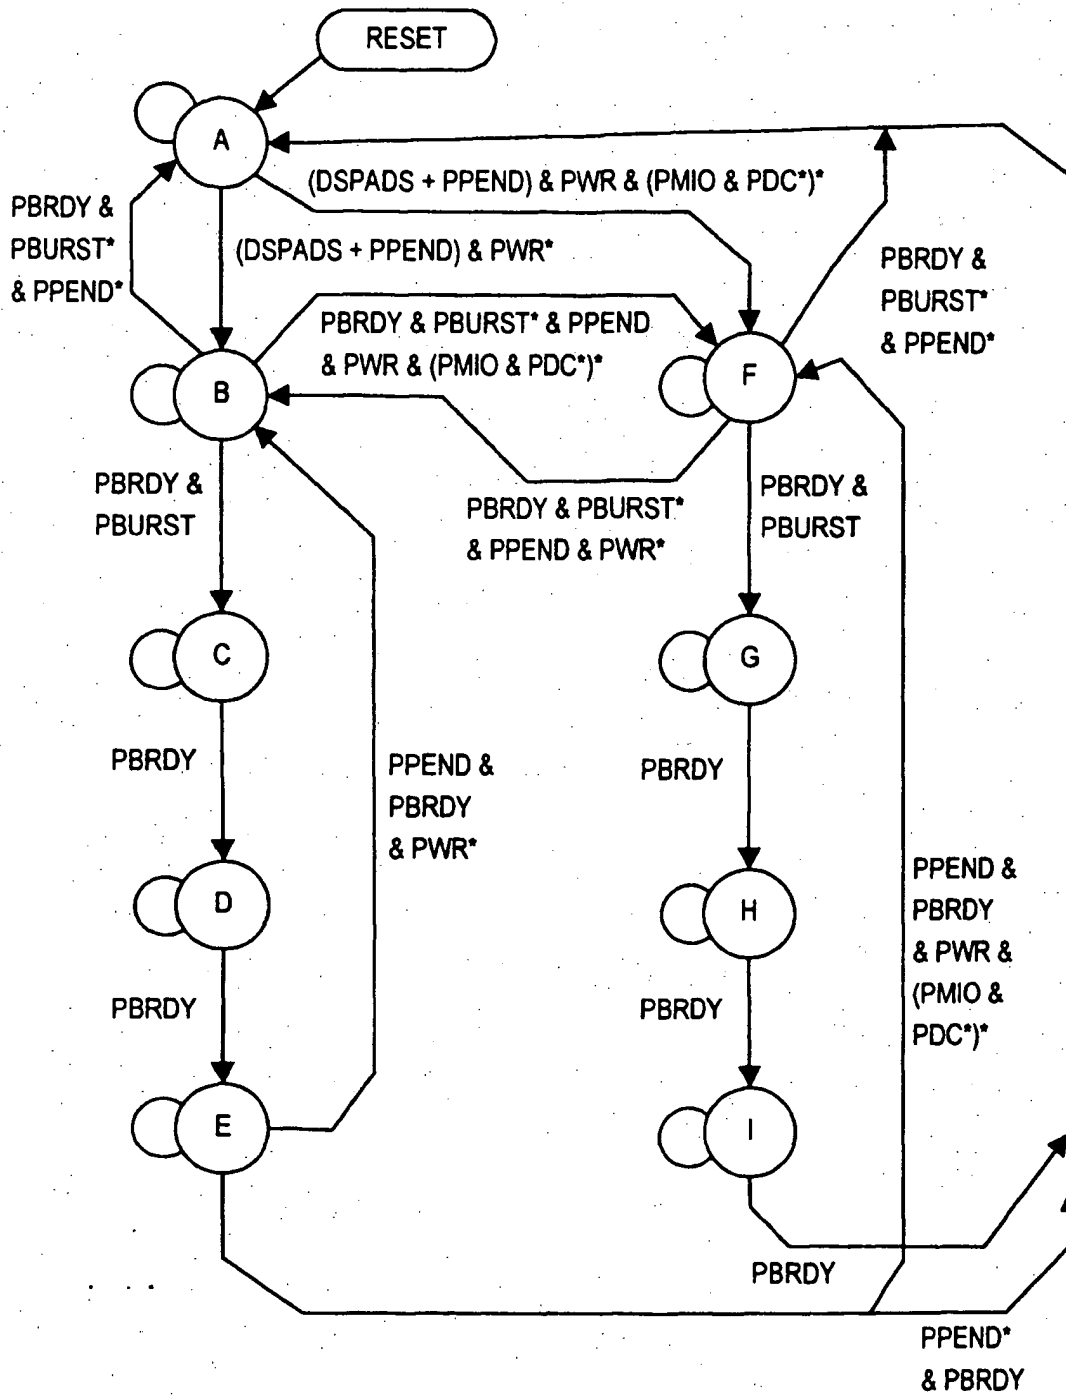 RESET
A
(DSPADS + PPEND) & PWR & (PMIO & PDC*)*
PBRDY &
PBURST*
& PPEND*
(DSPADS + PPEND) & PWR*
PBRDY &
PBURST*
& PPEND*
PBRDY & PBURST* & PPEND
& PWR & (PMIO & PDC*)*
B
F
PBRDY &
PBURST
PBRDY & PBURST*
& PPEND & PWR*
PBRDY &
PBURST
C
G
PBRDY
PPEND &
PBRDY
& PWR*
PBRDY
PPEND &
PBRDY
& PWR &
(PMIO &
PDC*)*
D
H
PBRDY
PBRDY
E
I
PBRDY
PPEND*
& PBRDY